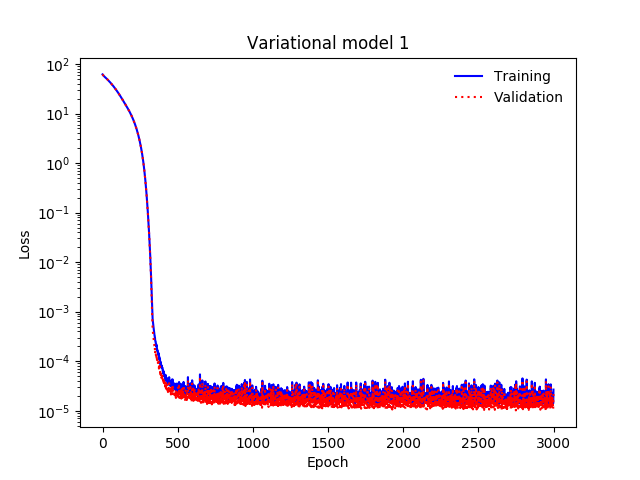 Variational model 1
Training
Validation
10²
10¹
10⁰
10⁻¹
10⁻²
10⁻³
10⁻⁴
10⁻⁵
Loss
0 500 1000 1500 2000 2500 3000
Epoch